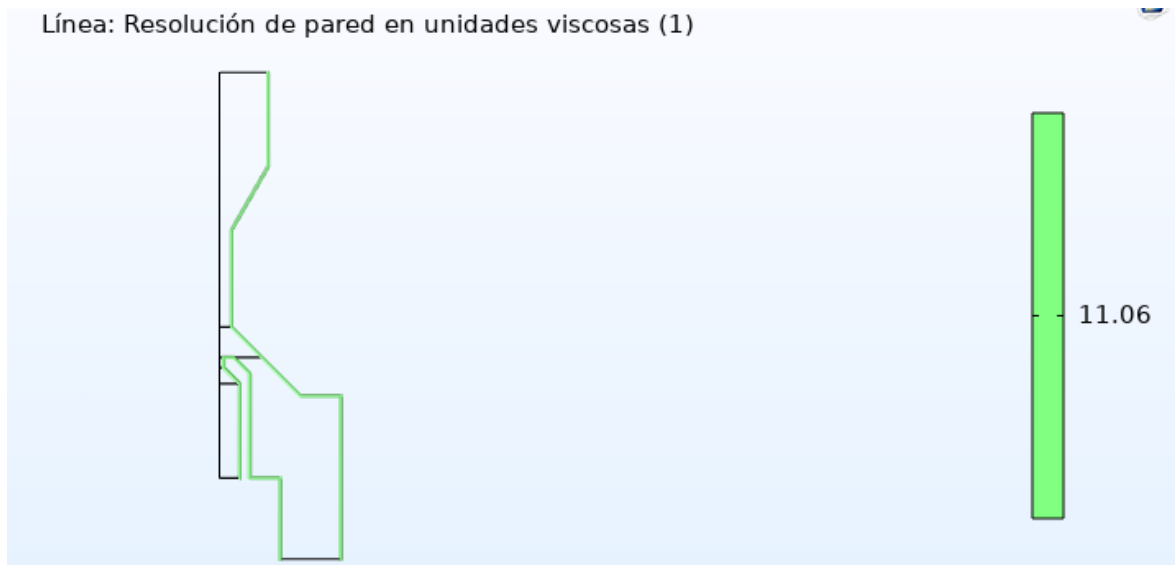 Línea: Resolución de pared en unidades viscosas (1)
11.06